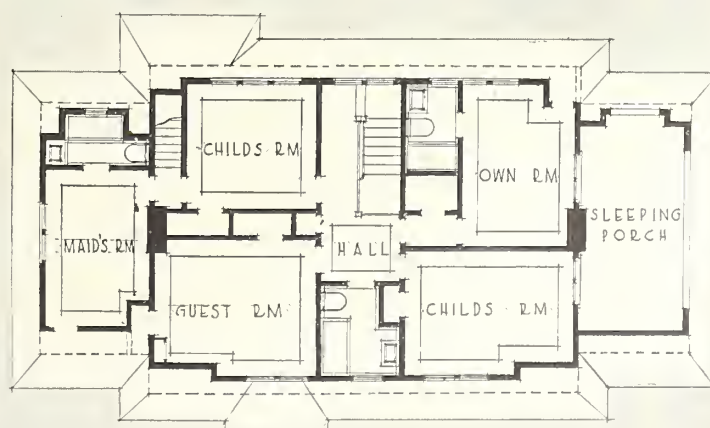 CHILDS RM
OWN RM
SLEEPING
PORCH
MAID'S RM
HALL
GUEST RM
CHILDS RM